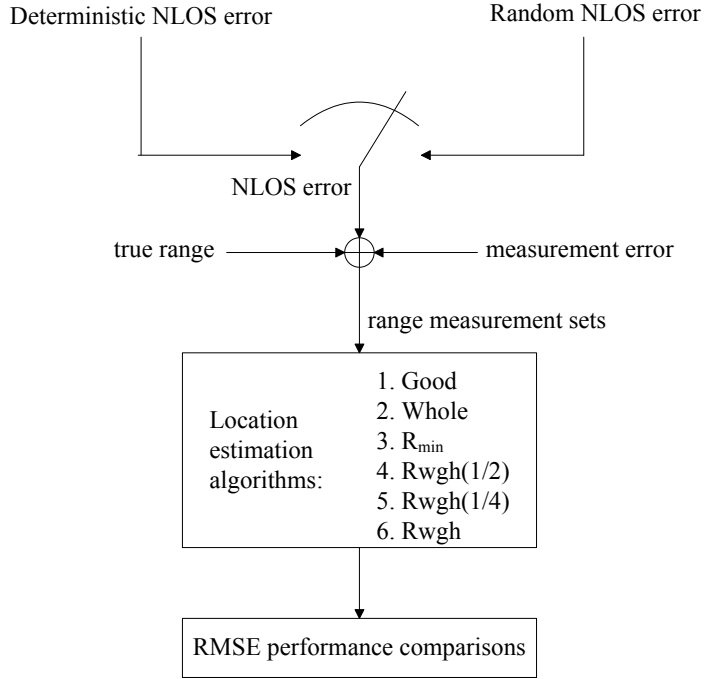 Deterministic NLOS error
Random NLOS error
NLOS error
true range
measurement error
range measurement sets
Location
estimation
algorithms:
1. Good
2. Whole
3. Rmin
4. Rwgh(1/2)
5. Rwgh(1/4)
6. Rwgh
RMSE performance comparisons